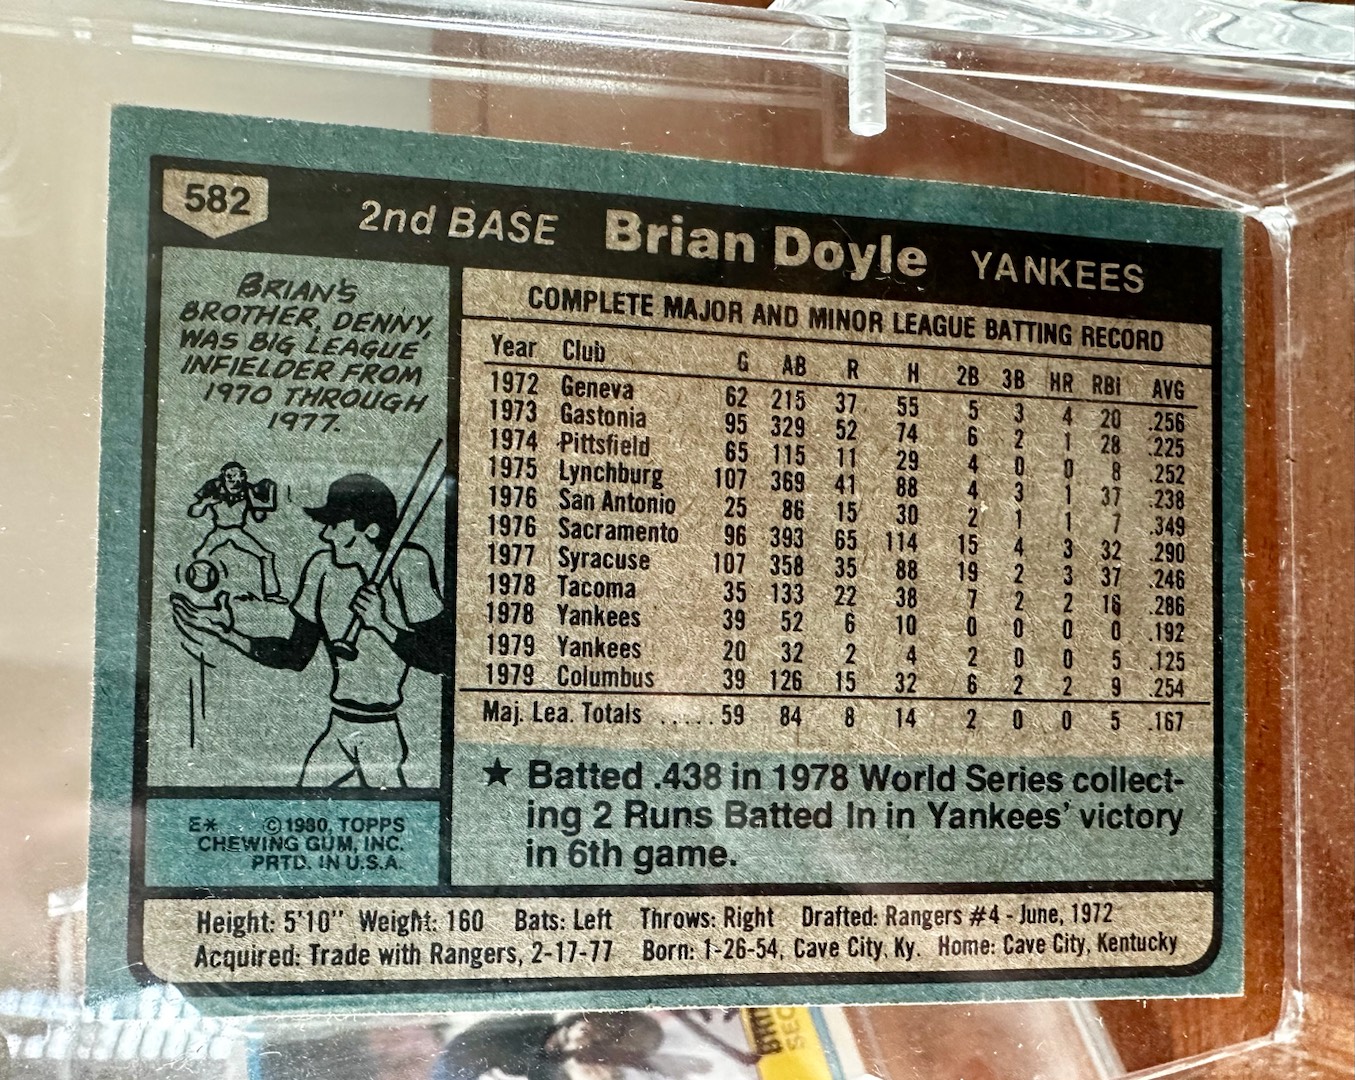 582 2nd BASE Brian Doyle YANKEES
BRIAN'S
BROTHER, DENNY,
WAS BIG LEAGUE
INFIELDER FROM
1970 THROUGH
1977.
E* © 1980, TOPPS
CHEWING GUM, INC.
PRTD. IN U.S.A.
COMPLETE MAJOR AND MINOR LEAGUE BATTING RECORD
Year Club G AB R H 2B 3B HR RBI AVG
1972 Geneva 62 215 37 55 5 3 4 20 .256
1973 Gastonia 95 329 52 74 6 2 1 28 .225
1974 Pittsfield 65 115 11 29 4 0 0 8 .252
1975 Lynchburg 107 369 41 88 4 3 1 37 .238
1976 San Antonio 25 86 15 30 2 1 1 7 .349
1976 Sacramento 96 393 65 114 15 4 3 32 .290
1977 Syracuse 107 358 35 88 19 2 3 37 .246
1978 Tacoma 35 133 22 38 7 2 2 16 .286
1978 Yankees 39 52 6 10 0 0 0 0 .192
1979 Yankees 20 32 2 4 2 0 0 5 .125
1979 Columbus 39 126 15 32 6 2 2 9 .254
Maj. Lea. Totals ..... 59 84 8 14 2 0 0 5 .167
★ Batted .438 in 1978 World Series collect-
ing 2 Runs Batted In in Yankees' victory
in 6th game.
Height: 5'10" Weight: 160 Bats: Left Throws: Right Drafted: Rangers #4 - June, 1972
Acquired: Trade with Rangers, 2-17-77 Born: 1-26-54, Cave City, Ky. Home: Cave City, Kentucky